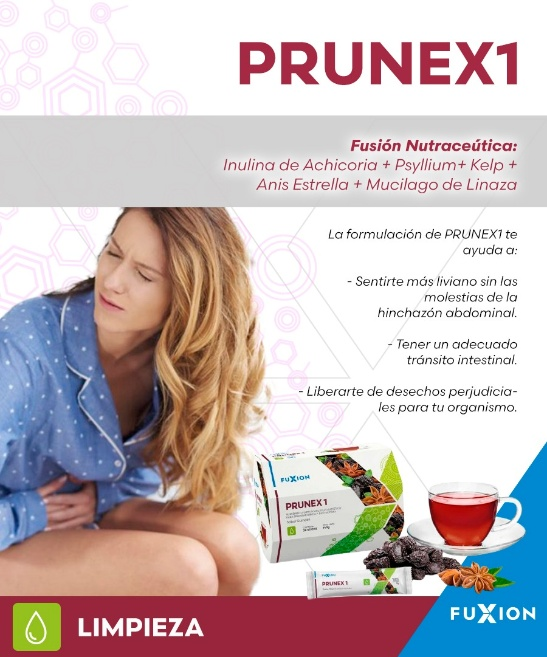 PRUNEX1
Fusión Nutraceútica:
Inulina de Achicoria + Psyllium+ Kelp +
Anis Estrella + Mucilago de Linaza
La formulación de PRUNEX1 te
ayuda a:
- Sentirte más liviano sin las
molestias de la
hinchazón abdominal.
- Tener un adecuado
tránsito intestinal.
- Liberarte de desechos perjudicia-
les para tu organismo.
FUXION
PRUNEX 1
PRUNEX 1
LIMPIEZA
FUXION